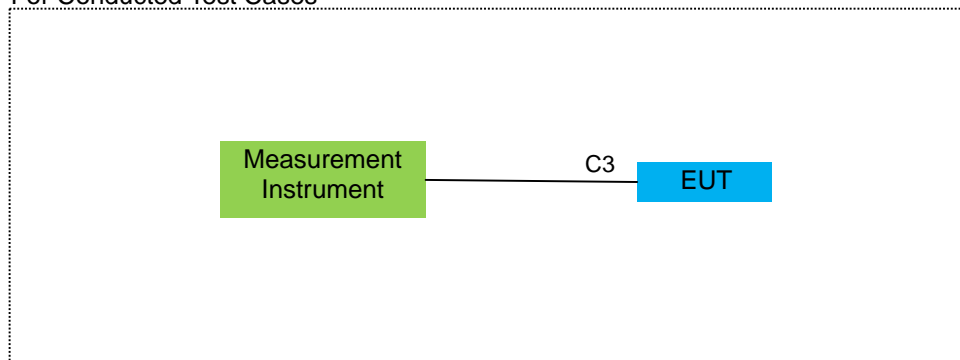 For Conducted Test Cases
Measurement
Instrument
C3
EUT